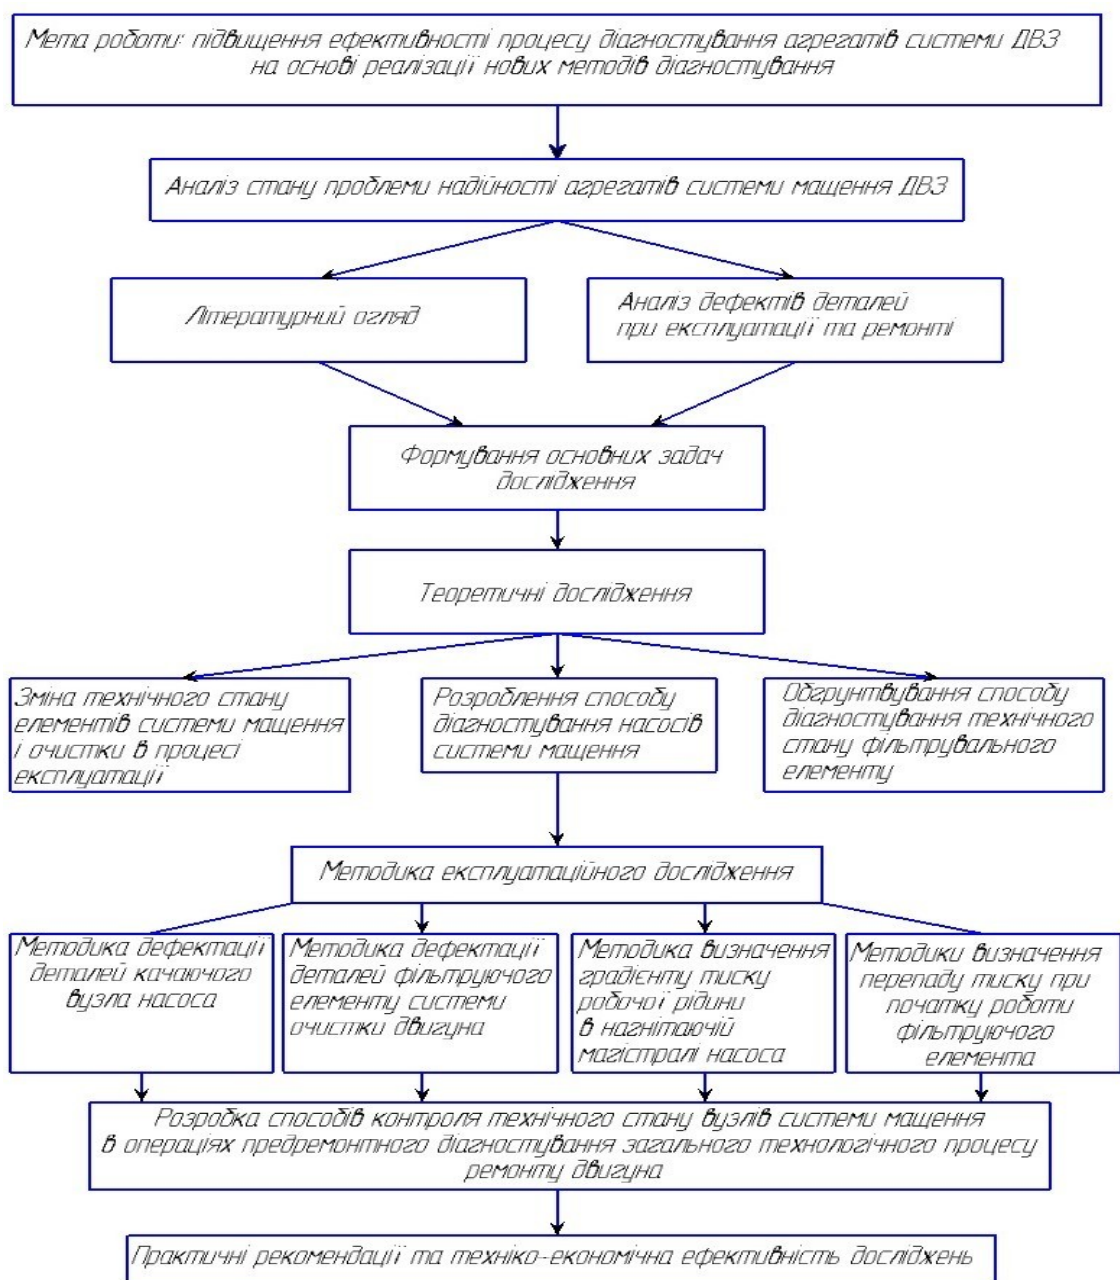 Мета роботи: підвищення ефективності процесу діагностування агрегатів системи ДВЗ
на основі реалізації нових методів діагностування
Аналіз стану проблеми надійності агрегатів системи мащення ДВЗ
Літературний огляд
Аналіз дефектів деталей
при експлуатації та ремонті
Формування основних задач
дослідження
Теоретичні дослідження
Зміна технічного стану
елементів системи мащення
і очистки в процесі
експлуатації
Розроблення способу
діагностування насосів
системи мащення
Обгрунтвування способу
діагностування технічного
стану фільтрувального
елементу
Методика експлуатаційного дослідження
Методика дефектації
деталей качаючого
вузла насоса
Методика дефектації
деталей фільтруючого
елементу системи
очистки двигуна
Методика визначення
градієнту тиску
робочої рідини
в нагнітаючій
магістралі насоса
Методики визначення
перепаду тиску при
початку роботи
фільтруючого
елемента
Розробка способів контроля технічного стану вузлів системи мащення
в операціях предремонтного діагностування загального технологічного процесу
ремонту двигуна
Практичні рекомендації та техніко-економічна ефективність досліджень